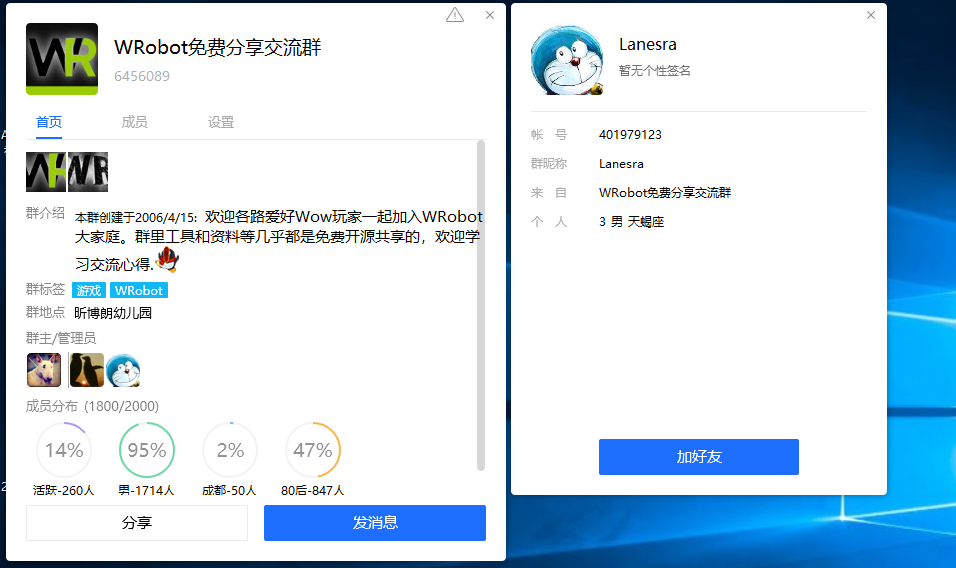 WRobot免费分享交流群
6456089
首页
成员
设置
群介绍
本群创建于2006/4/15: 欢迎各路爱好Wow玩家一起加入WRobot
大家庭。群里工具和资料等几乎都是免费开源共享的，欢迎学
习交流心得.
群标签 游戏 WRobot
群地点 昕博朗幼儿园
群主/管理员
成员分布 (1800/2000)
14%
95%
2%
47%
活跃-260人
男-1714人
成都-50人
80后-847人
分享
发消息
Lanesra
暂无个性签名
帐 号 401979123
群昵称 Lanesra
来 自 WRobot免费分享交流群
个 人 3 男 天蝎座
加好友
WR
WR
WR